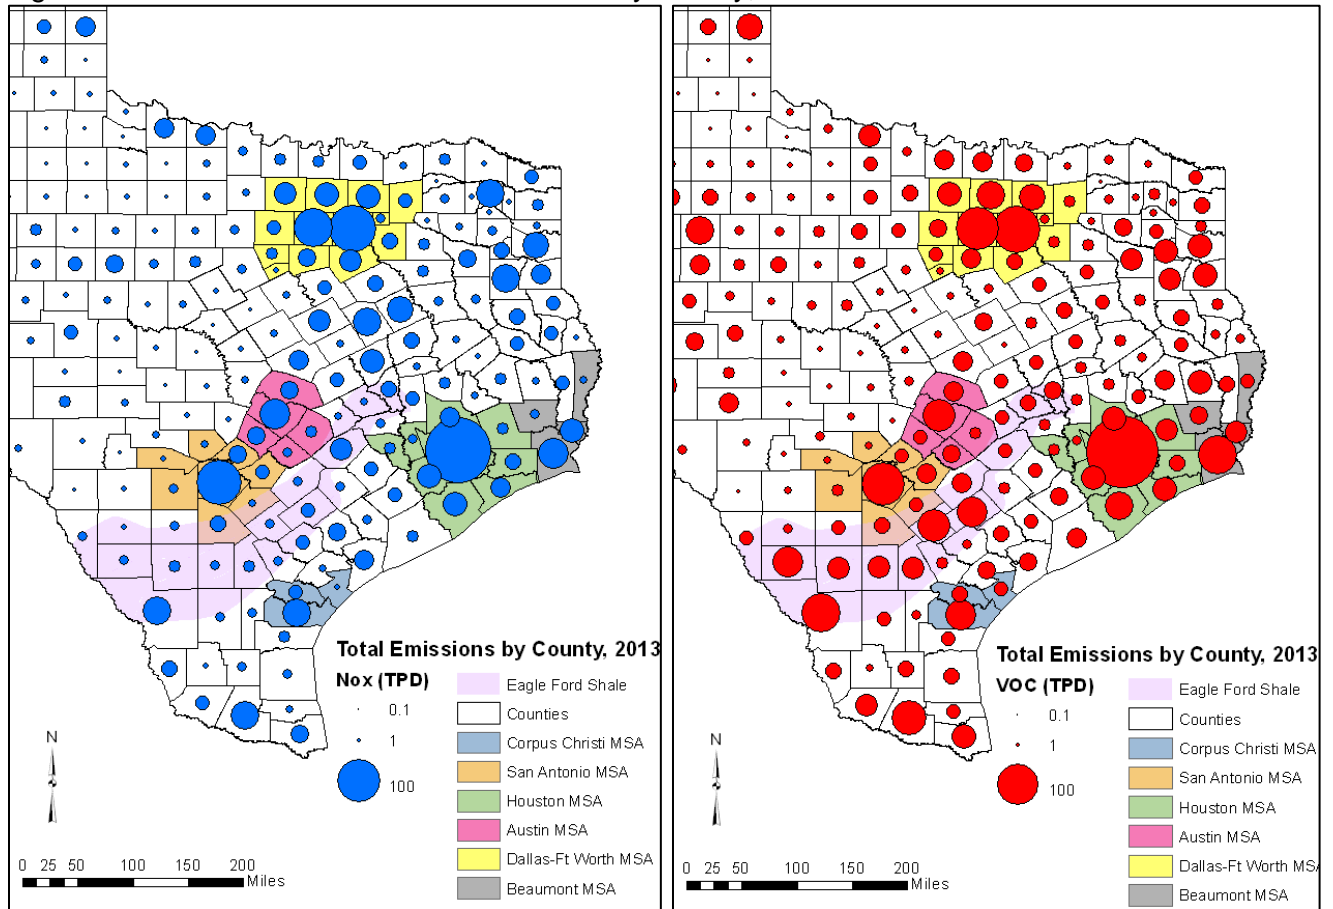 Total Emissions by County, 2013
Nox (TPD)
0.1
1
100
Eagle Ford Shale
Counties
Corpus Christi MSA
San Antonio MSA
Houston MSA
Austin MSA
Dallas-Ft Worth MSA
Beaumont MSA
N
0 25 50 100 150 200
Miles
Total Emissions by County, 2013
VOC (TPD)
0.1
1
100
Eagle Ford Shale
Counties
Corpus Christi MSA
San Antonio MSA
Houston MSA
Austin MSA
Dallas-Ft Worth MSA
Beaumont MSA
N
0 25 50 100 150 200
Miles